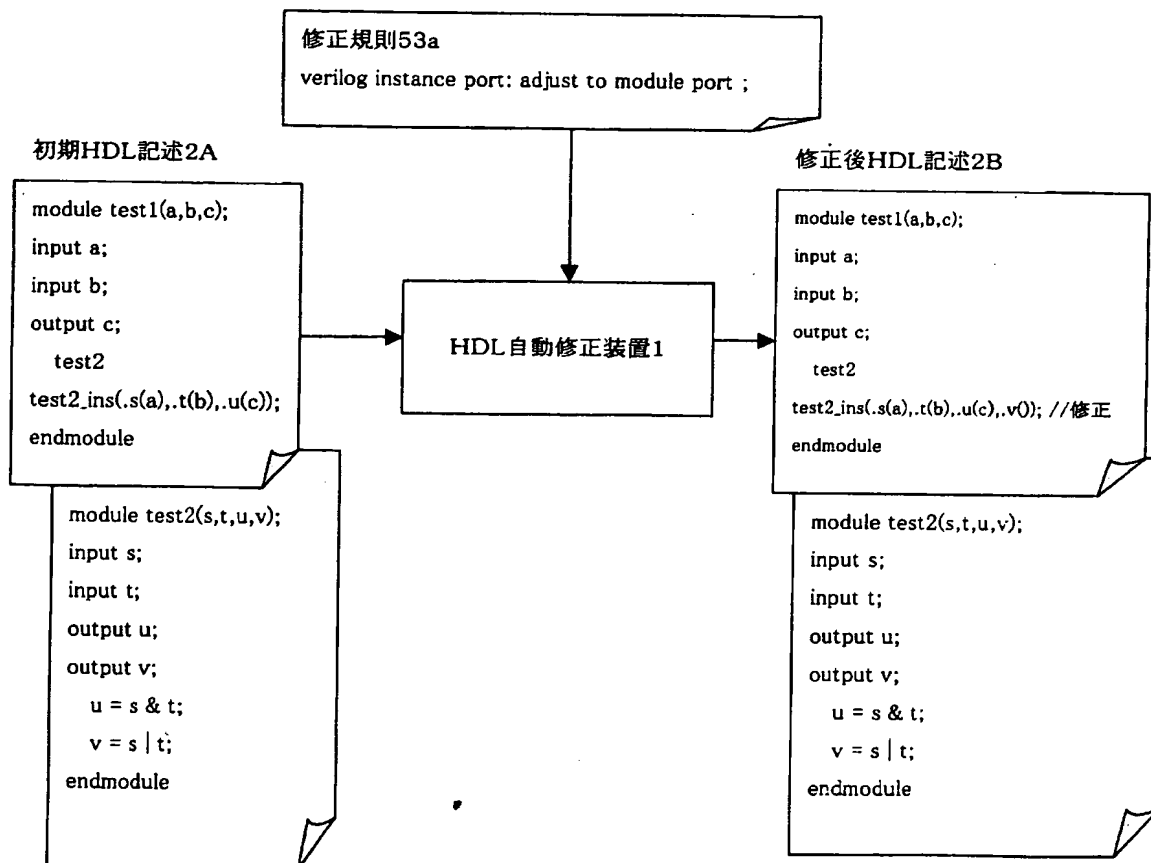 修正規則53a
verilog instance port: adjust to module port ;
初期HDL記述2A
module test1(a,b,c);
input a;
input b;
output c;
test2
test2_ins(.s(a),.t(b),.u(c));
endmodule
module test2(s,t,u,v);
input s;
input t;
output u;
output v;
u = s & t;
v = s | t;
endmodule
HDL自動修正装置1
修正後HDL記述2B
module test1(a,b,c);
input a;
input b;
output c;
test2
test2_ins(.s(a),.t(b),.u(c),.v()); //修正
endmodule
module test2(s,t,u,v);
input s;
input t;
output u;
output v;
u = s & t;
v = s | t;
endmodule